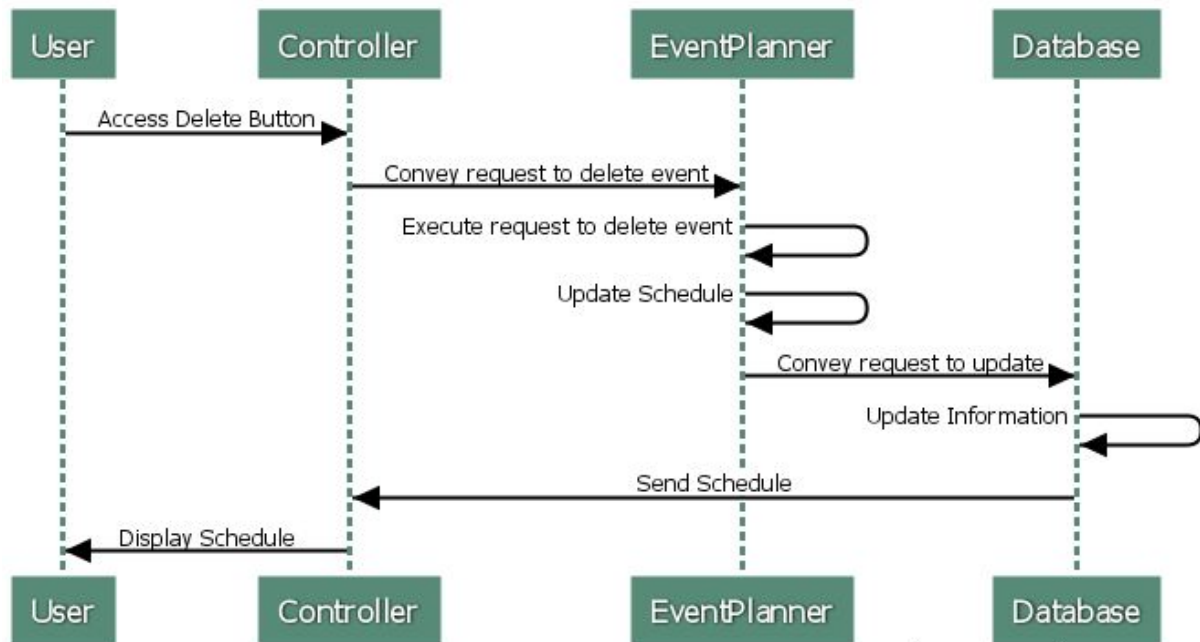 User
Controller
EventPlanner
Database
Access Delete Button
Convey request to delete event
Execute request to delete event
Update Schedule
Convey request to update
Update Information
Send Schedule
Display Schedule
User
Controller
EventPlanner
Database